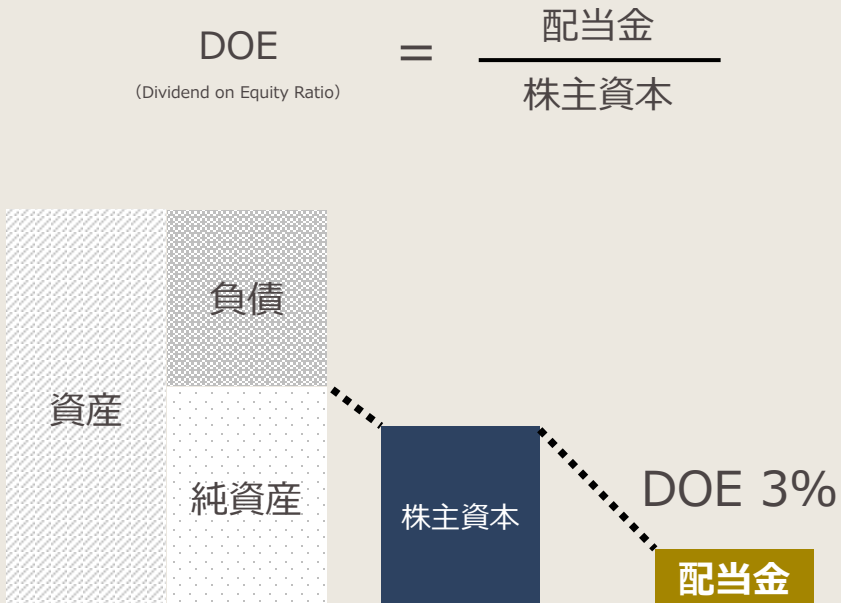 DOE
(Dividend on Equity Ratio)
=
配当金
株主資本
負債
資産
純資産
株主資本
DOE 3%
配当金